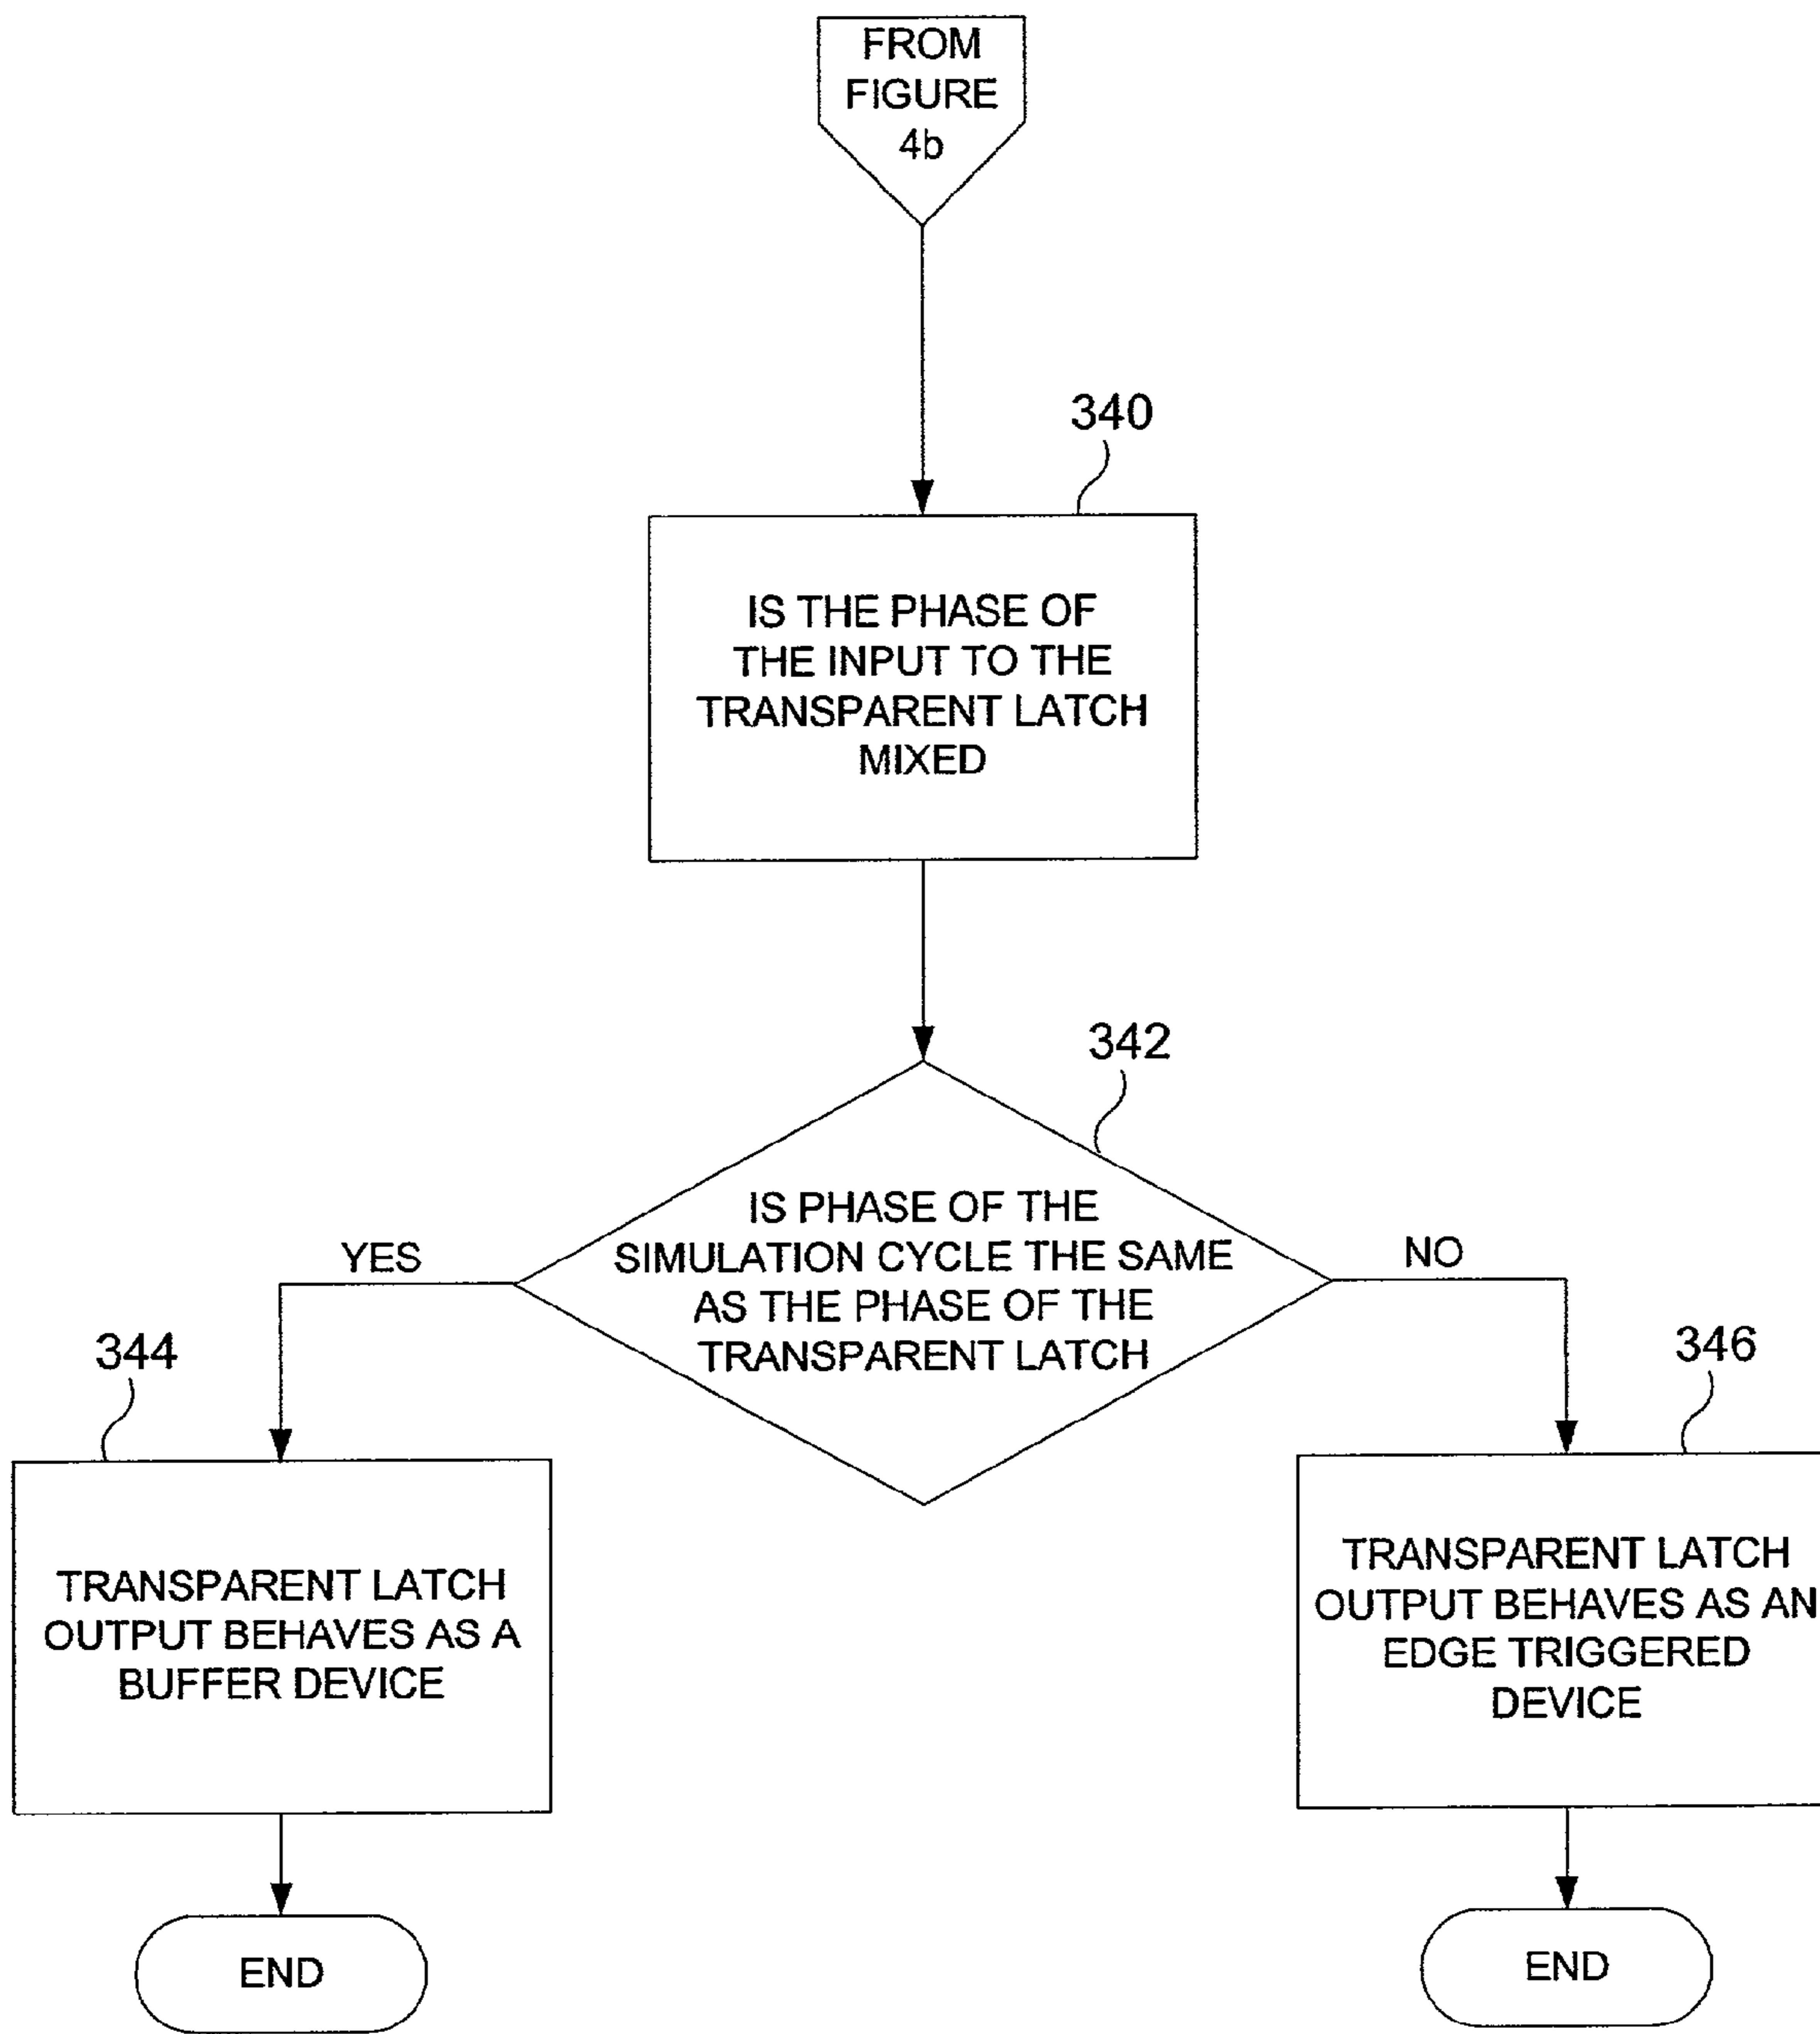 FROM
FIGURE
4b
340
IS THE PHASE OF
THE INPUT TO THE
TRANSPARENT LATCH
MIXED
342
IS PHASE OF THE
SIMULATION CYCLE THE SAME
AS THE PHASE OF THE
TRANSPARENT LATCH
YES
NO
344
TRANSPARENT LATCH
OUTPUT BEHAVES AS A
BUFFER DEVICE
346
TRANSPARENT LATCH
OUTPUT BEHAVES AS AN
EDGE TRIGGERED
DEVICE
END
END